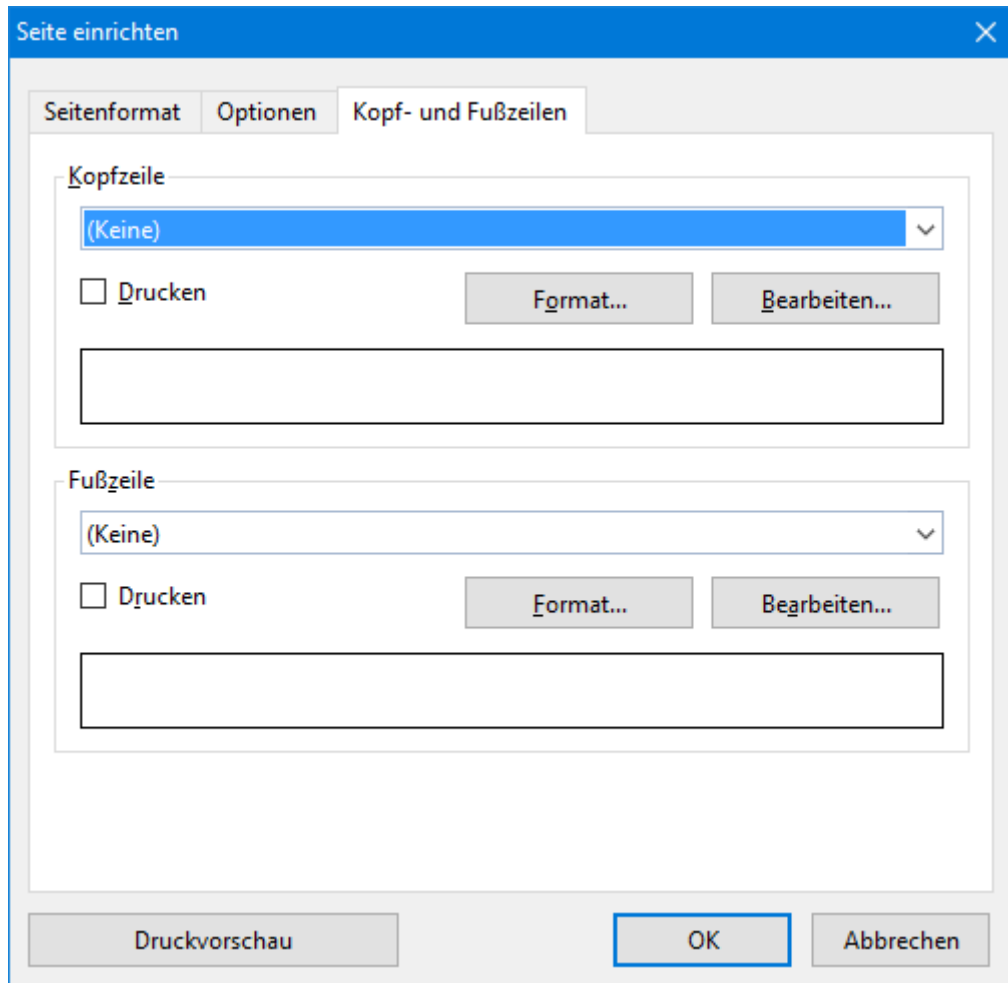 Seite einrichten
Seitenformat Optionen Kopf- und Fußzeilen
Kopfzeile
(Keine)
Drucken Format... Bearbeiten...
Fußzeile
(Keine)
Drucken Format... Bearbeiten...
Druckvorschau OK Abbrechen